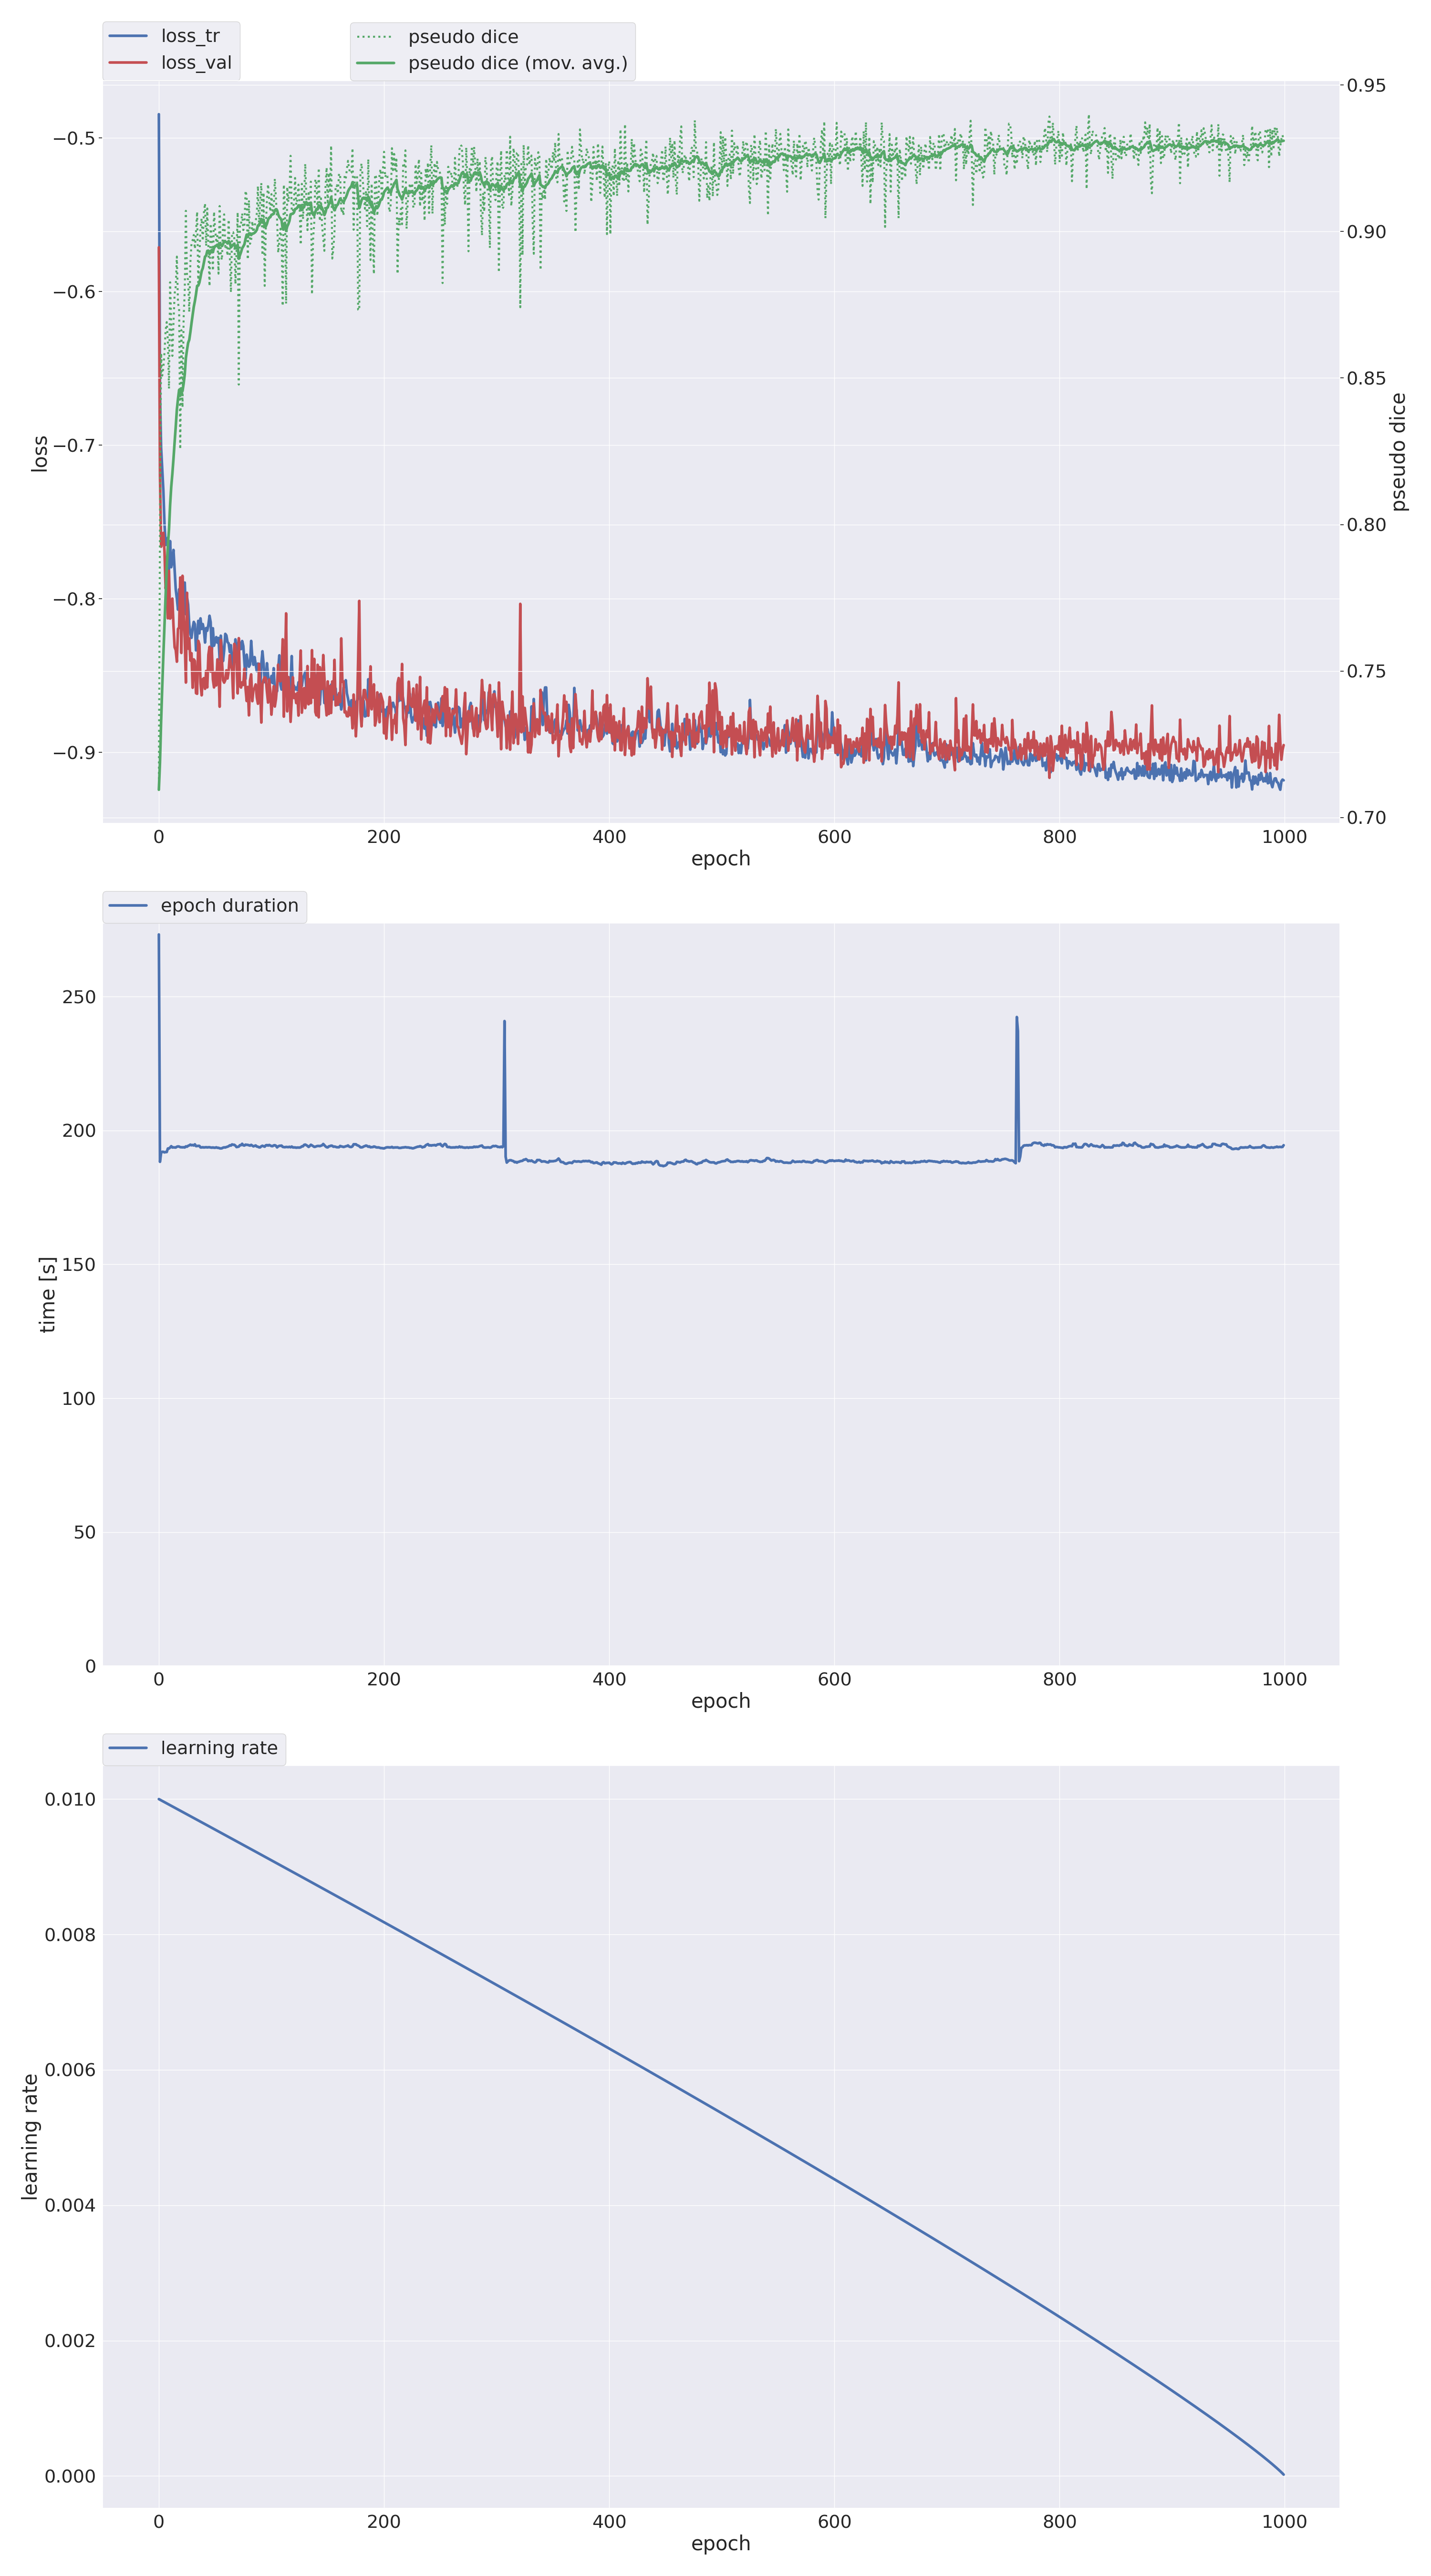 loss_tr
loss_val
pseudo dice
pseudo dice (mov. avg.)
−0.5
−0.6
−0.7
−0.8
−0.9
loss
0.95
0.90
0.85
0.80
0.75
0.70
pseudo dice
0 200 400 600 800 1000
epoch
epoch duration
250
200
150
100
50
0
time [s]
0 200 400 600 800 1000
epoch
learning rate
0.010
0.008
0.006
0.004
0.002
0.000
learning rate
0 200 400 600 800 1000
epoch